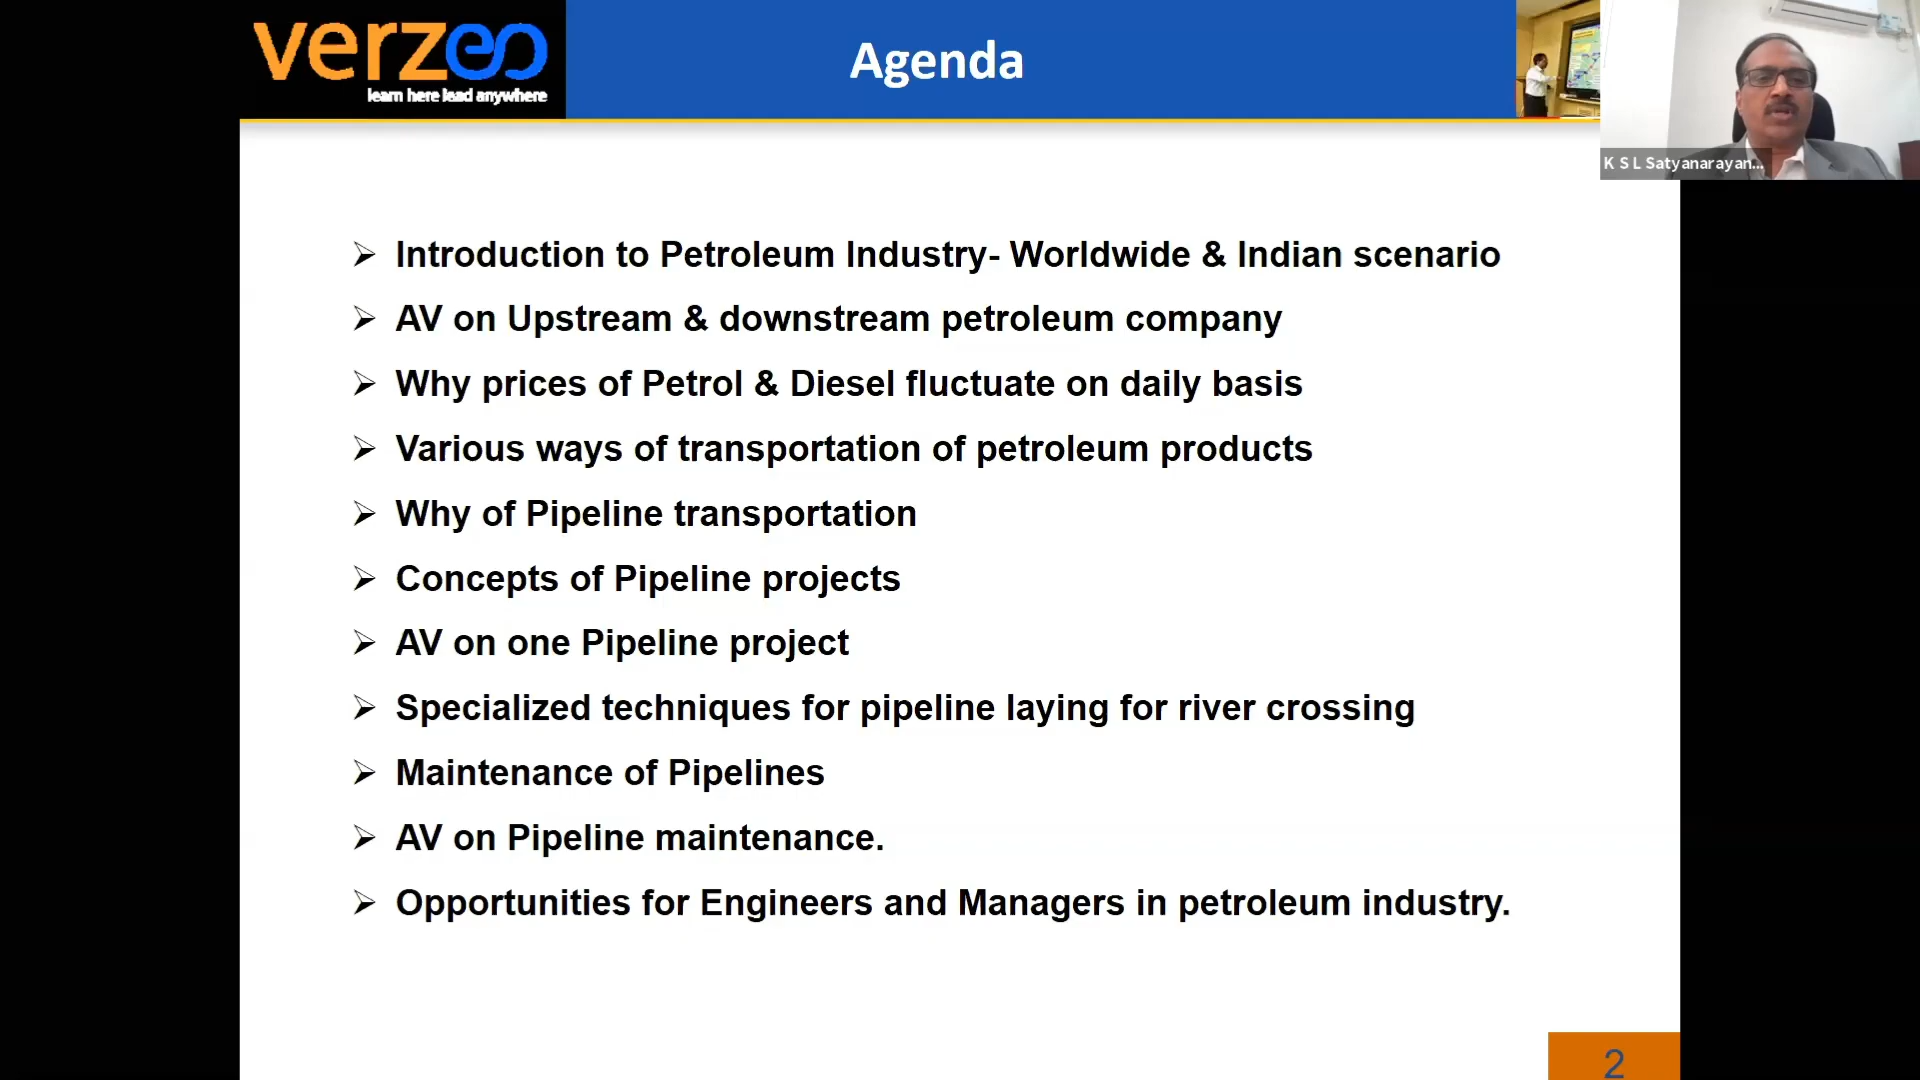 verzeo
learn here lead anywhere
Agenda
K S L Satyanarayan...
➢ Introduction to Petroleum Industry- Worldwide & Indian scenario
➢ AV on Upstream & downstream petroleum company
➢ Why prices of Petrol & Diesel fluctuate on daily basis
➢ Various ways of transportation of petroleum products
➢ Why of Pipeline transportation
➢ Concepts of Pipeline projects
➢ AV on one Pipeline project
➢ Specialized techniques for pipeline laying for river crossing
➢ Maintenance of Pipelines
➢ AV on Pipeline maintenance.
➢ Opportunities for Engineers and Managers in petroleum industry.
2